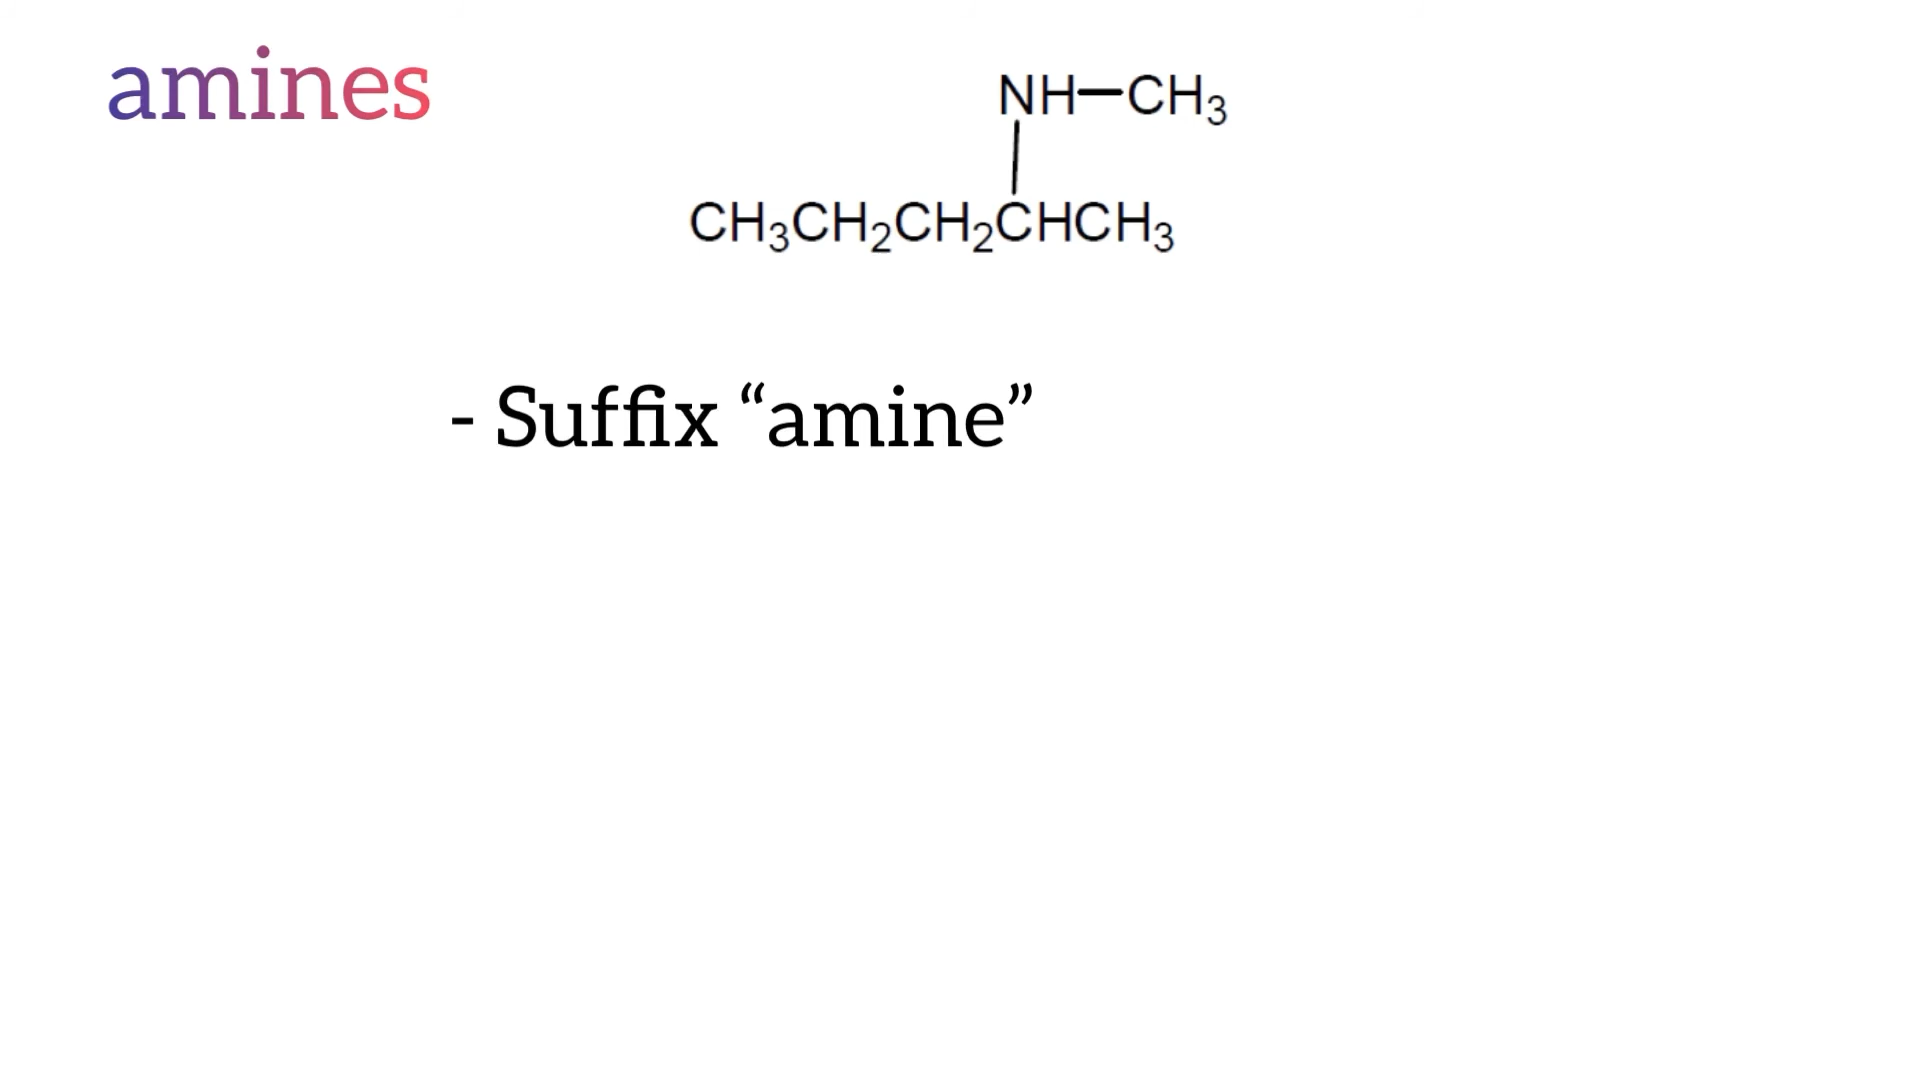 amines
NH—CH₃
CH₃CH₂CH₂CHCH₃
- Suffix “amine”